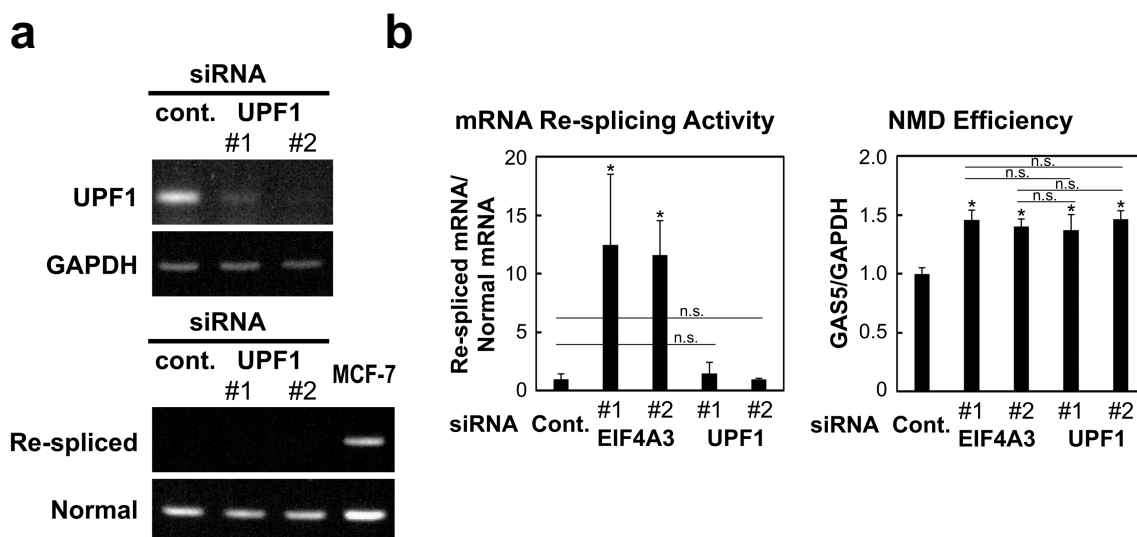 a
siRNA
cont. UPF1
#1 #2
UPF1
GAPDH
siRNA
cont. UPF1
#1 #2
MCF-7
Re-spliced
Normal
b
mRNA Re-splicing Activity
Re-spliced mRNA/
Normal mRNA
20
15
10
5
0
*
*
n.s.
n.s.
siRNA Cont. #1 #2 #1 #2
EIF4A3 UPF1
NMD Efficiency
GAS5/GAPDH
2.0
1.5
1.0
0.5
0
n.s.
n.s.
n.s.
n.s.
* * * *
siRNA Cont. #1 #2 #1 #2
EIF4A3 UPF1